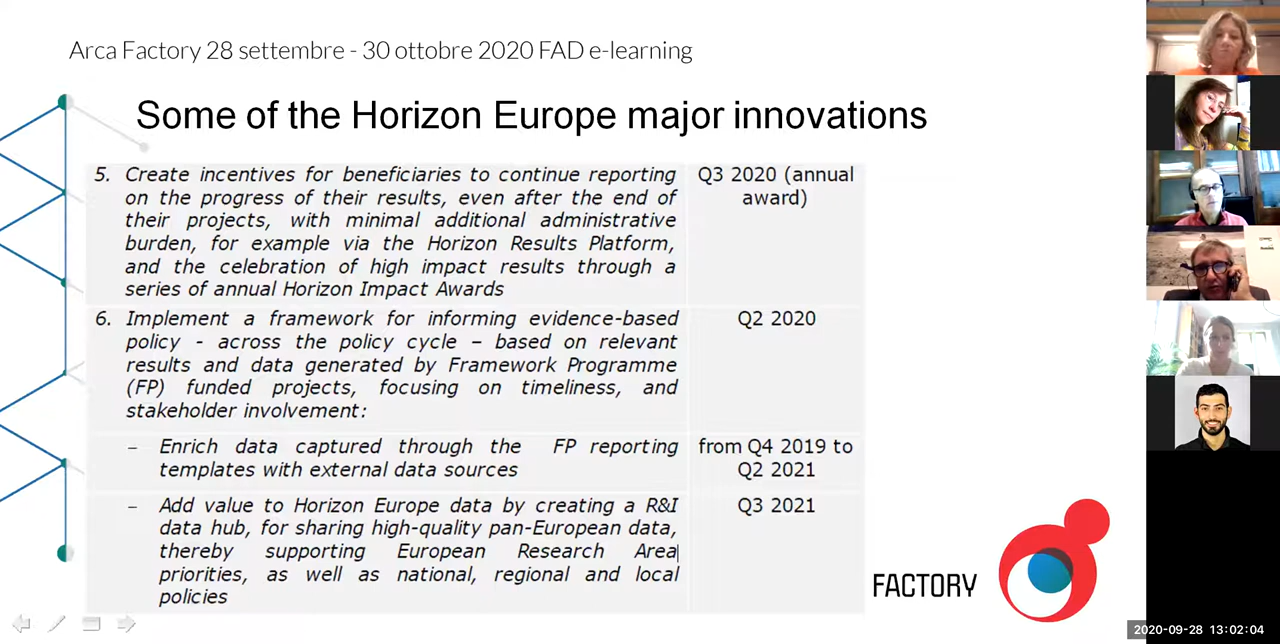 Arca Factory 28 settembre - 30 ottobre 2020 FAD e-learning
Some of the Horizon Europe major innovations
5. Create incentives for beneficiaries to continue reporting
on the progress of their results, even after the end of
their projects, with minimal additional administrative
burden, for example via the Horizon Results Platform,
and the celebration of high impact results through a
series of annual Horizon Impact Awards
Q3 2020 (annual
award)
6. Implement a framework for informing evidence-based
policy - across the policy cycle – based on relevant
results and data generated by Framework Programme
(FP) funded projects, focusing on timeliness, and
stakeholder involvement:
Q2 2020
– Enrich data captured through the FP reporting
templates with external data sources
from Q4 2019 to
Q2 2021
– Add value to Horizon Europe data by creating a R&I
data hub, for sharing high-quality pan-European data,
thereby supporting European Research Area
priorities, as well as national, regional and local
policies
Q3 2021
FACTORY
2020-09-28 13:02:04